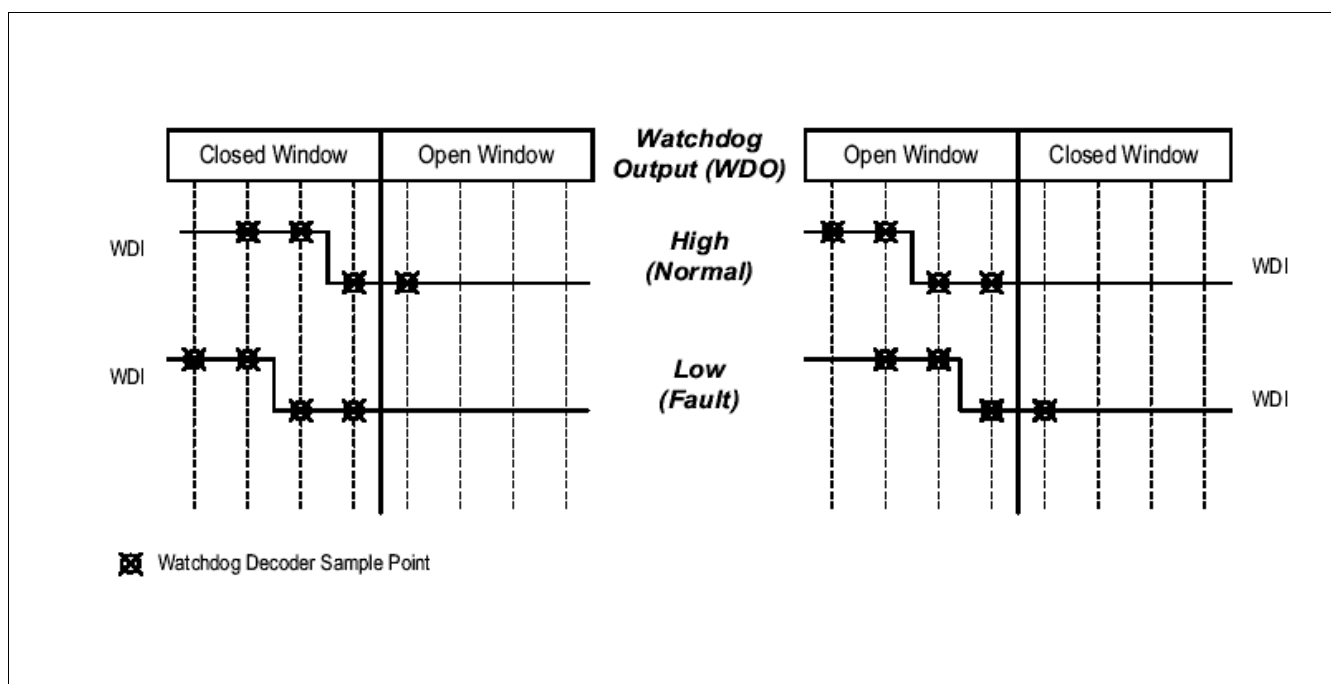 Closed Window
Open Window
Watchdog
Output (WDO)
Open Window
Closed Window
WDI
High
(Normal)
WDI
WDI
Low
(Fault)
WDI
Watchdog Decoder Sample Point